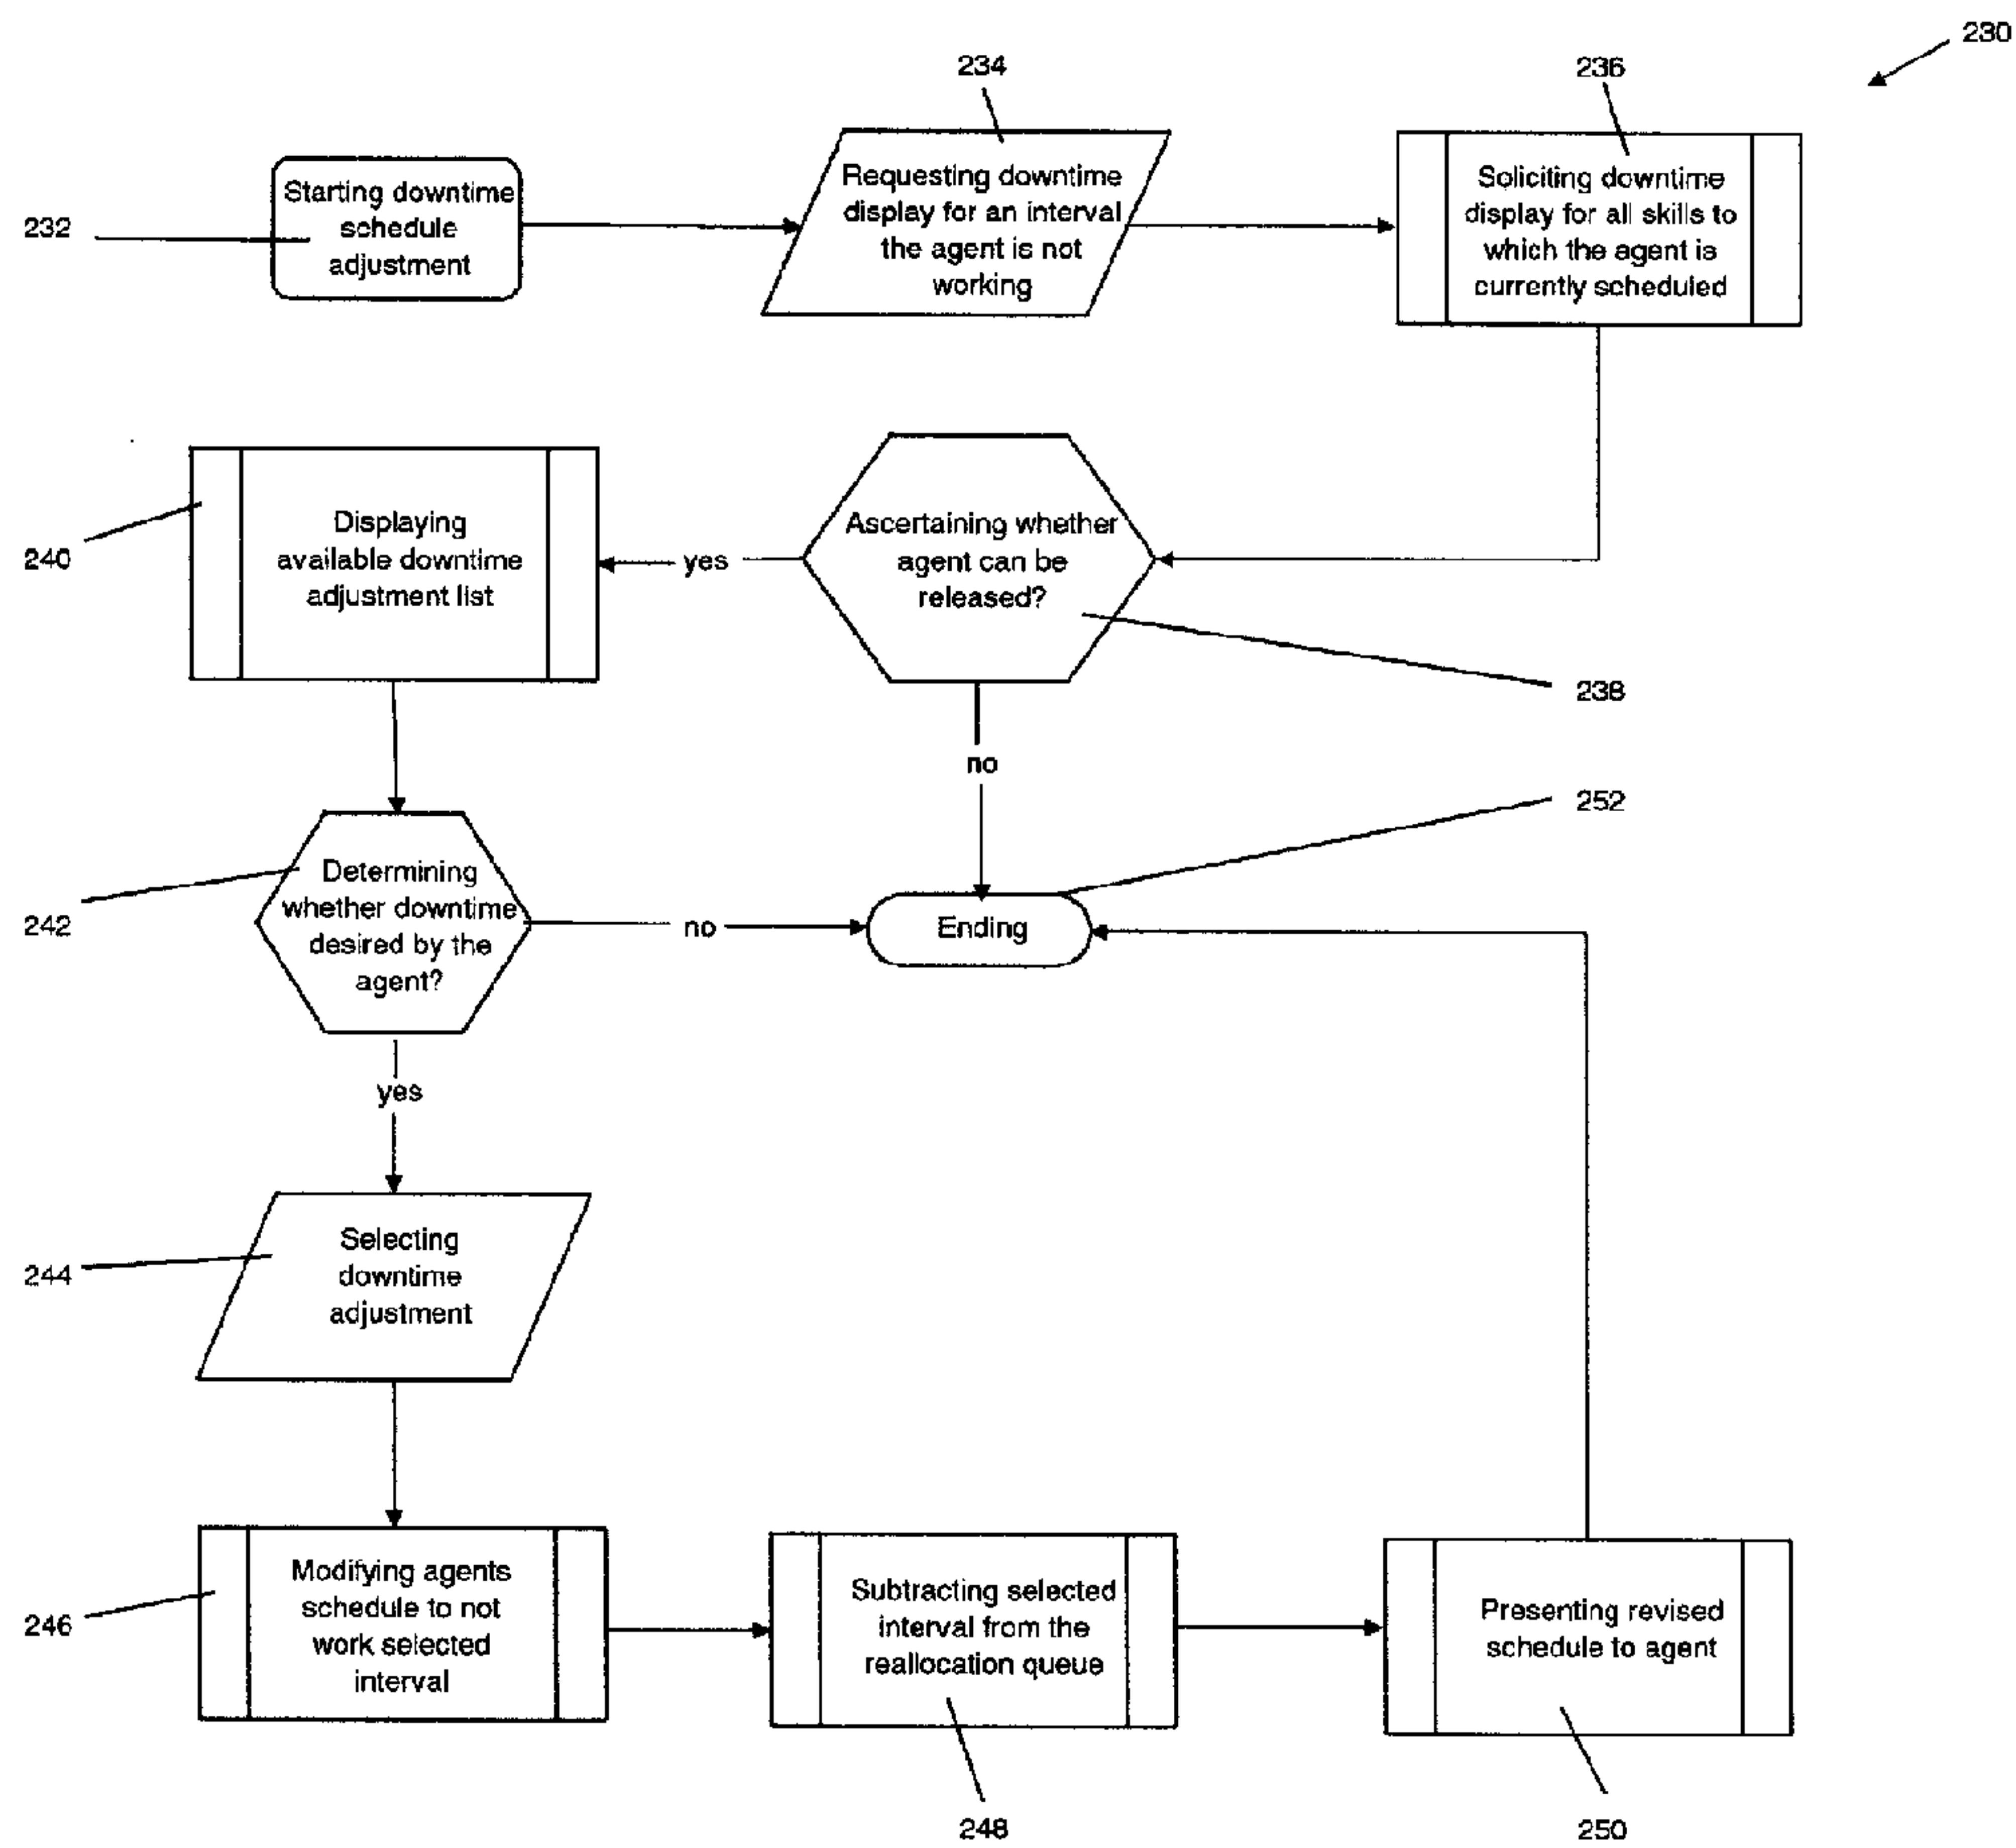 230
234
236
232
Starting downtime
schedule
adjustment
Requesting downtime
display for an interval
the agent is not
working
Soliciting downtime
display for all skills to
which the agent is
currently scheduled
240
Displaying
available downtime
adjustment list
yes
Ascertaining whether
agent can be
released?
238
no
252
242
Determining
whether downtime
desired by the
agent?
no
Ending
yes
244
Selecting
downtime
adjustment
246
Modifying agents
schedule to not
work selected
interval
Subtracting selected
interval from the
reallocation queue
Presenting revised
schedule to agent
248
250